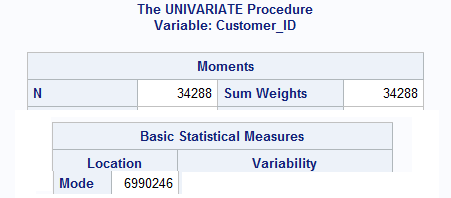 The UNIVARIATE Procedure
Variable: Customer_ID
Moments
N 34288 Sum Weights 34288
Basic Statistical Measures
Location Variability
Mode 6990246